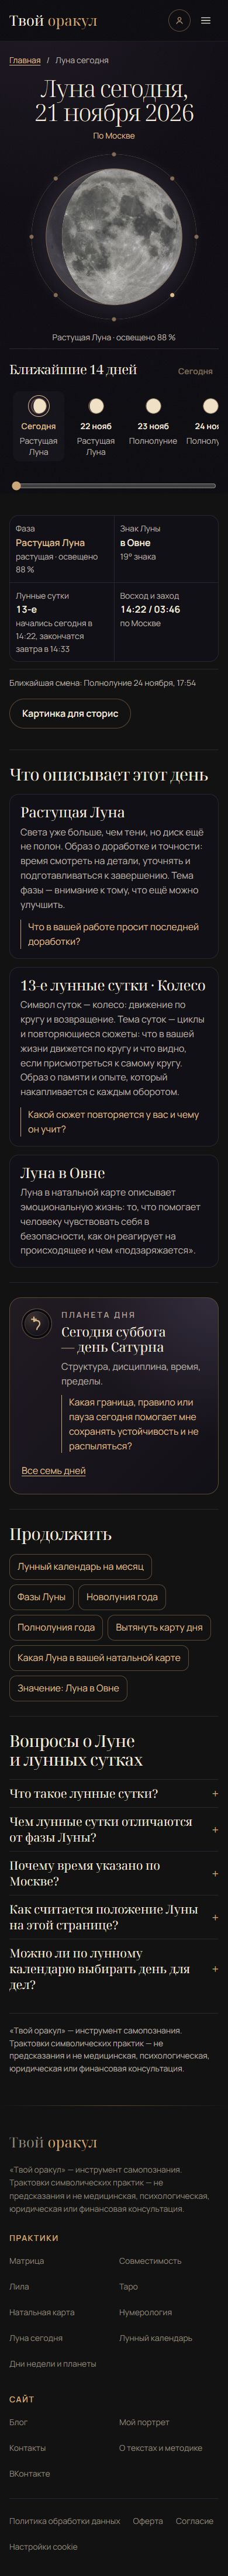 Твой оракул
Главная / Луна сегодня
Луна сегодня,
21 ноября 2026
По Москве
Растущая Луна · освещено 88 %
Ближайшие 14 дней
Сегодня
Сегодня 22 нояб 23 нояб 24 ноя
Растущая Луна Растущая Луна Полнолуние Полнолу
Фаза
Растущая Луна
растущая · освещено
88 %
Знак Луны
в Овне
19° знака
Лунные сутки
13-е
начались сегодня в
14:22, закончатся
завтра в 14:33
Восход и заход
14:22 / 03:46
по Москве
Ближайшая смена: Полнолуние 24 ноября, 17:54
Картинка для сторис
Что описывает этот день
Растущая Луна
Света уже больше, чем тени, но диск ещё
не полон. Образ о доработке и точности:
время смотреть на детали, уточнять и
подготавливаться к завершению. Тема
фазы — внимание к тому, что ещё можно
улучшить.
Что в вашей работе просит последней
доработки?
13-е лунные сутки · Колесо
Символ суток — колесо: движение по
кругу и возвращение. Тема суток — циклы
и повторяющиеся сюжеты: что в вашей
жизни движется по кругу и что видно,
если присмотреться к самому кругу.
Образ о памяти и опыте, который
накапливается с каждым оборотом.
Какой сюжет повторяется у вас и чему
он учит?
Луна в Овне
Луна в натальной карте описывает
эмоциональную жизнь: то, что помогает
человеку чувствовать себя в
безопасности, как он реагирует на
происходящее и чем «подзаряжается».
ПЛАНЕТА ДНЯ
Сегодня суббота
— день Сатурна
Структура, дисциплина, время,
пределы.
Какая граница, правило или
пауза сегодня помогает мне
сохранять устойчивость и не
распыляться?
Все семь дней
Продолжить
Лунный календарь на месяц
Фазы Луны Новолуния года
Полнолуния года Вытянуть карту дня
Какая Луна в вашей натальной карте
Значение: Луна в Овне
Вопросы о Луне
и лунных сутках
Что такое лунные сутки? +
Чем лунные сутки отличаются
от фазы Луны? +
Почему время указано по
Москве? +
Как считается положение Луны
на этой странице? +
Можно ли по лунному
календарю выбирать день для
дел? +
«Твой оракул» — инструмент самопознания.
Трактовки символических практик — не
предсказания и не медицинская, психологическая,
юридическая или финансовая консультация.
Твой оракул
«Твой оракул» — инструмент самопознания.
Трактовки символических практик — не
предсказания и не медицинская, психологическая,
юридическая или финансовая консультация.
ПРАКТИКИ
Матрица Совместимость
Лила Таро
Натальная карта Нумерология
Луна сегодня Лунный календарь
Дни недели и планеты
САЙТ
Блог Мой портрет
Контакты О текстах и методике
ВКонтакте
Политика обработки данных Оферта Согласие
Настройки cookie